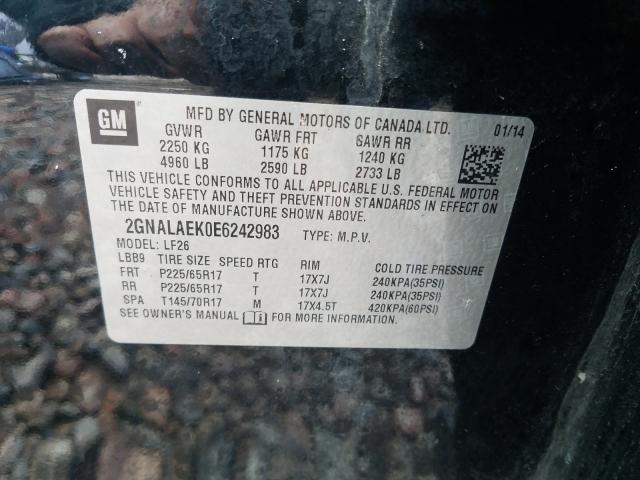 GM
MFD BY GENERAL MOTORS OF CANADA LTD. 01/14
GVWR GAWR FRT GAWR RR
2250 KG 1175 KG 1240 KG
4960 LB 2590 LB 2733 LB
THIS VEHICLE CONFORMS TO ALL APPLICABLE U.S. FEDERAL MOTOR
VEHICLE SAFETY AND THEFT PREVENTION STANDARDS IN EFFECT ON
THE DATE OF MANUFACTURE SHOWN ABOVE.
2GNALAEK0E6242983 TYPE: M.P.V.
MODEL: LF26
LBB9 TIRE SIZE SPEED RTG RIM COLD TIRE PRESSURE
FRT P225/65R17 T 17X7J 240KPA(35PSI)
RR P225/65R17 T 17X7J 240KPA(35PSI)
SPA T145/70R17 M 17X4.5T 420KPA(60PSI)
SEE OWNER'S MANUAL FOR MORE INFORMATION.